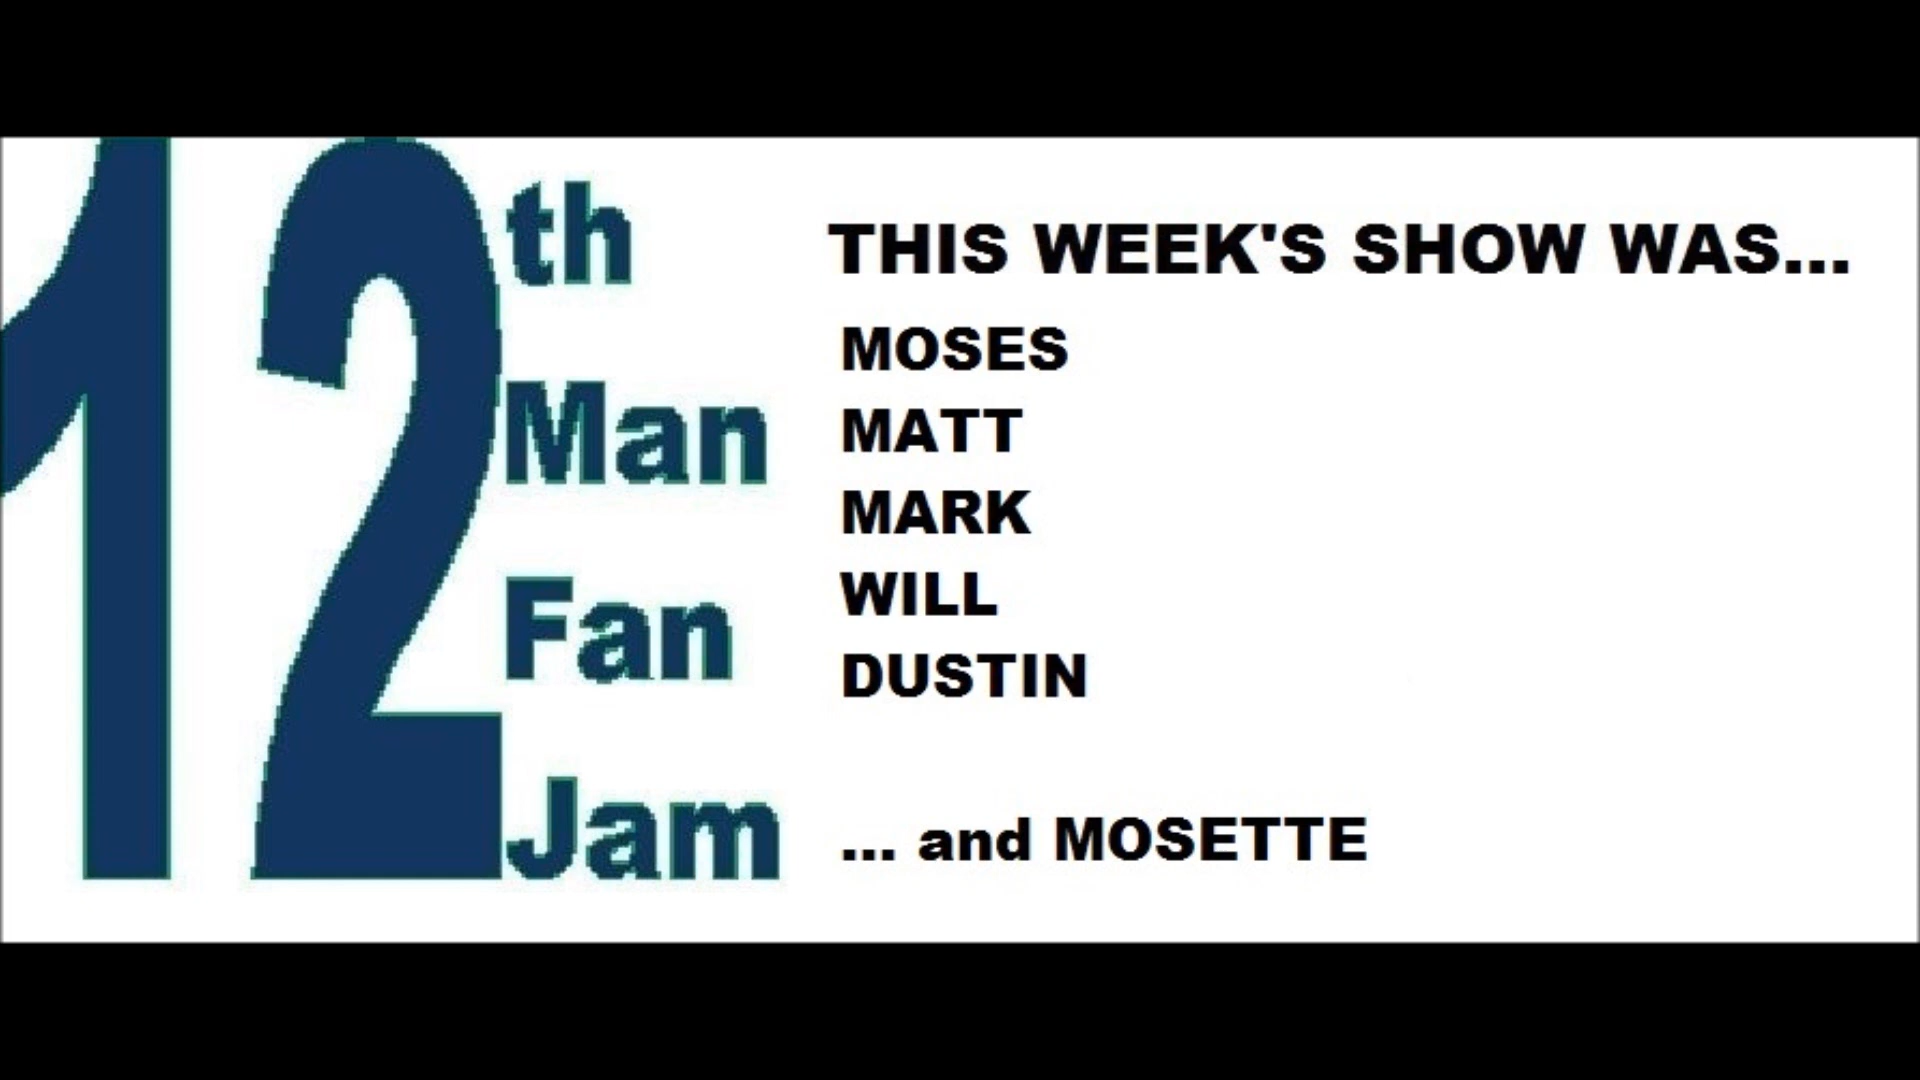 12th
Man
Fan
Jam
THIS WEEK'S SHOW WAS...
MOSES
MATT
MARK
WILL
DUSTIN
... and MOSETTE